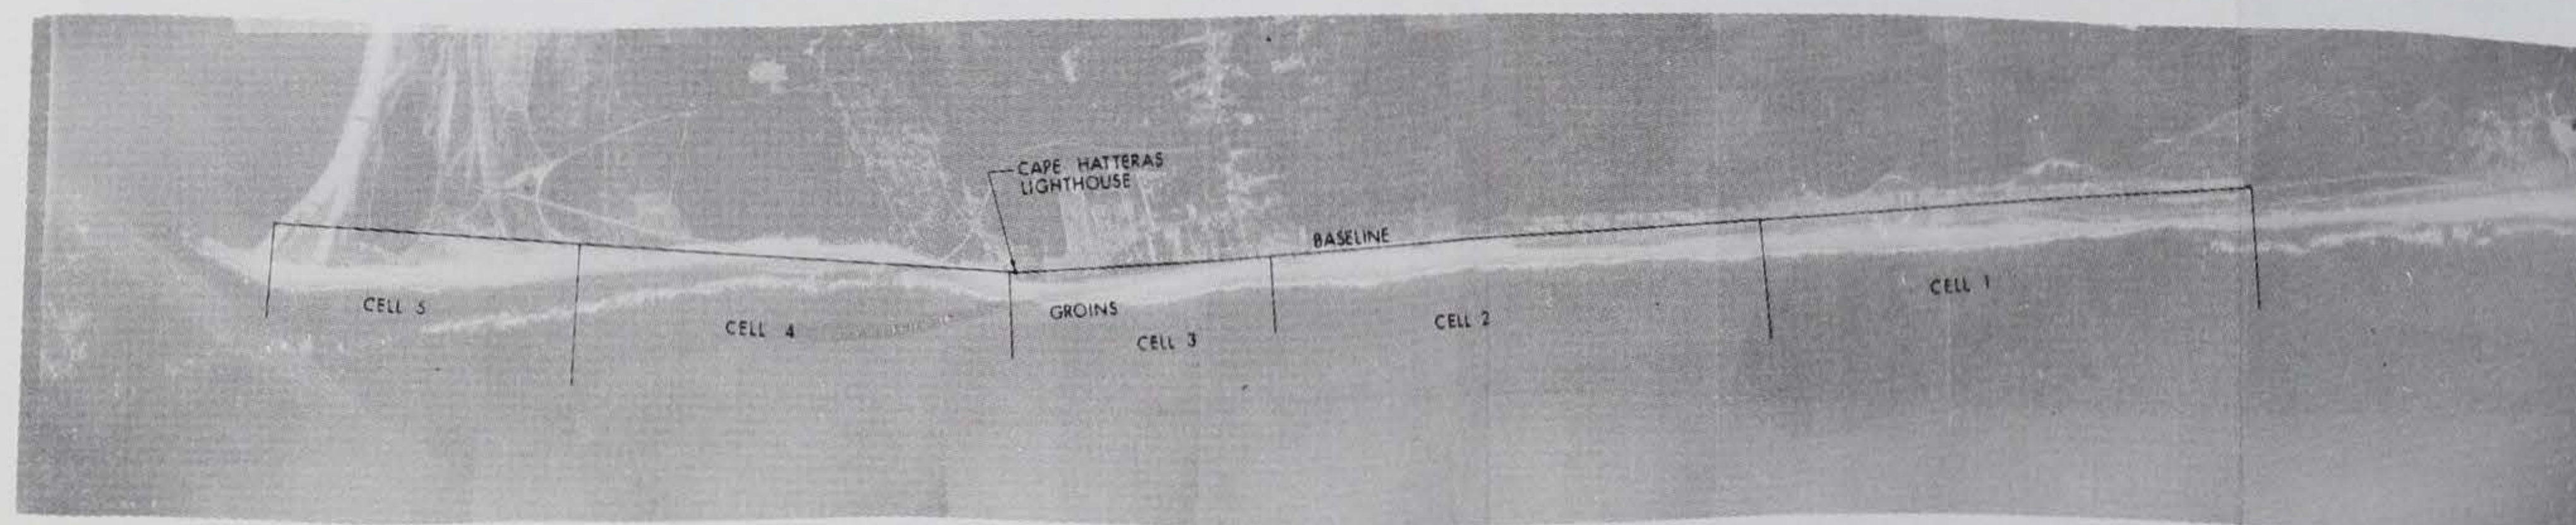 CAPE HATTERAS
LIGHTHOUSE
BASELINE
CELL 5
CELL 4
GROINS
CELL 3
CELL 2
CELL 1